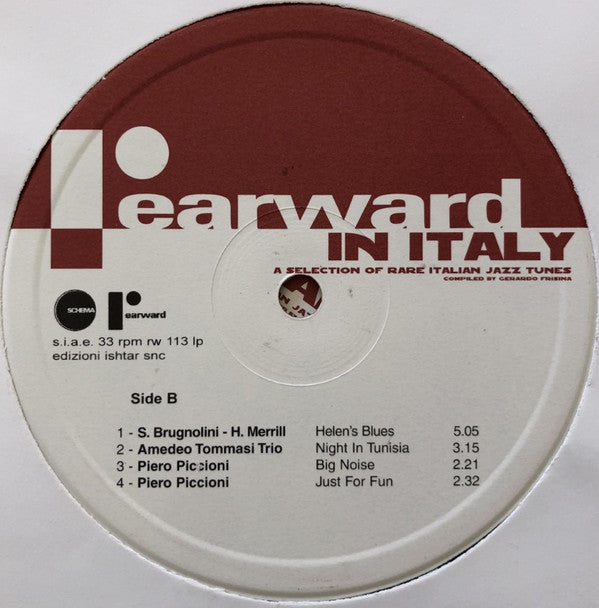 rearward
IN ITALY
A SELECTION OF RARE ITALIAN JAZZ TUNES
COMPILED BY GERARDO FRISINA
SCHEMA rearward
s.i.a.e. 33 rpm rw 113 lp
edizioni ishtar snc
Side B
1 - S. Brugnolini - H. Merrill Helen's Blues 5.05
2 - Amedeo Tommasi Trio Night In Tunisia 3.15
3 - Piero Piccioni Big Noise 2.21
4 - Piero Piccioni Just For Fun 2.32